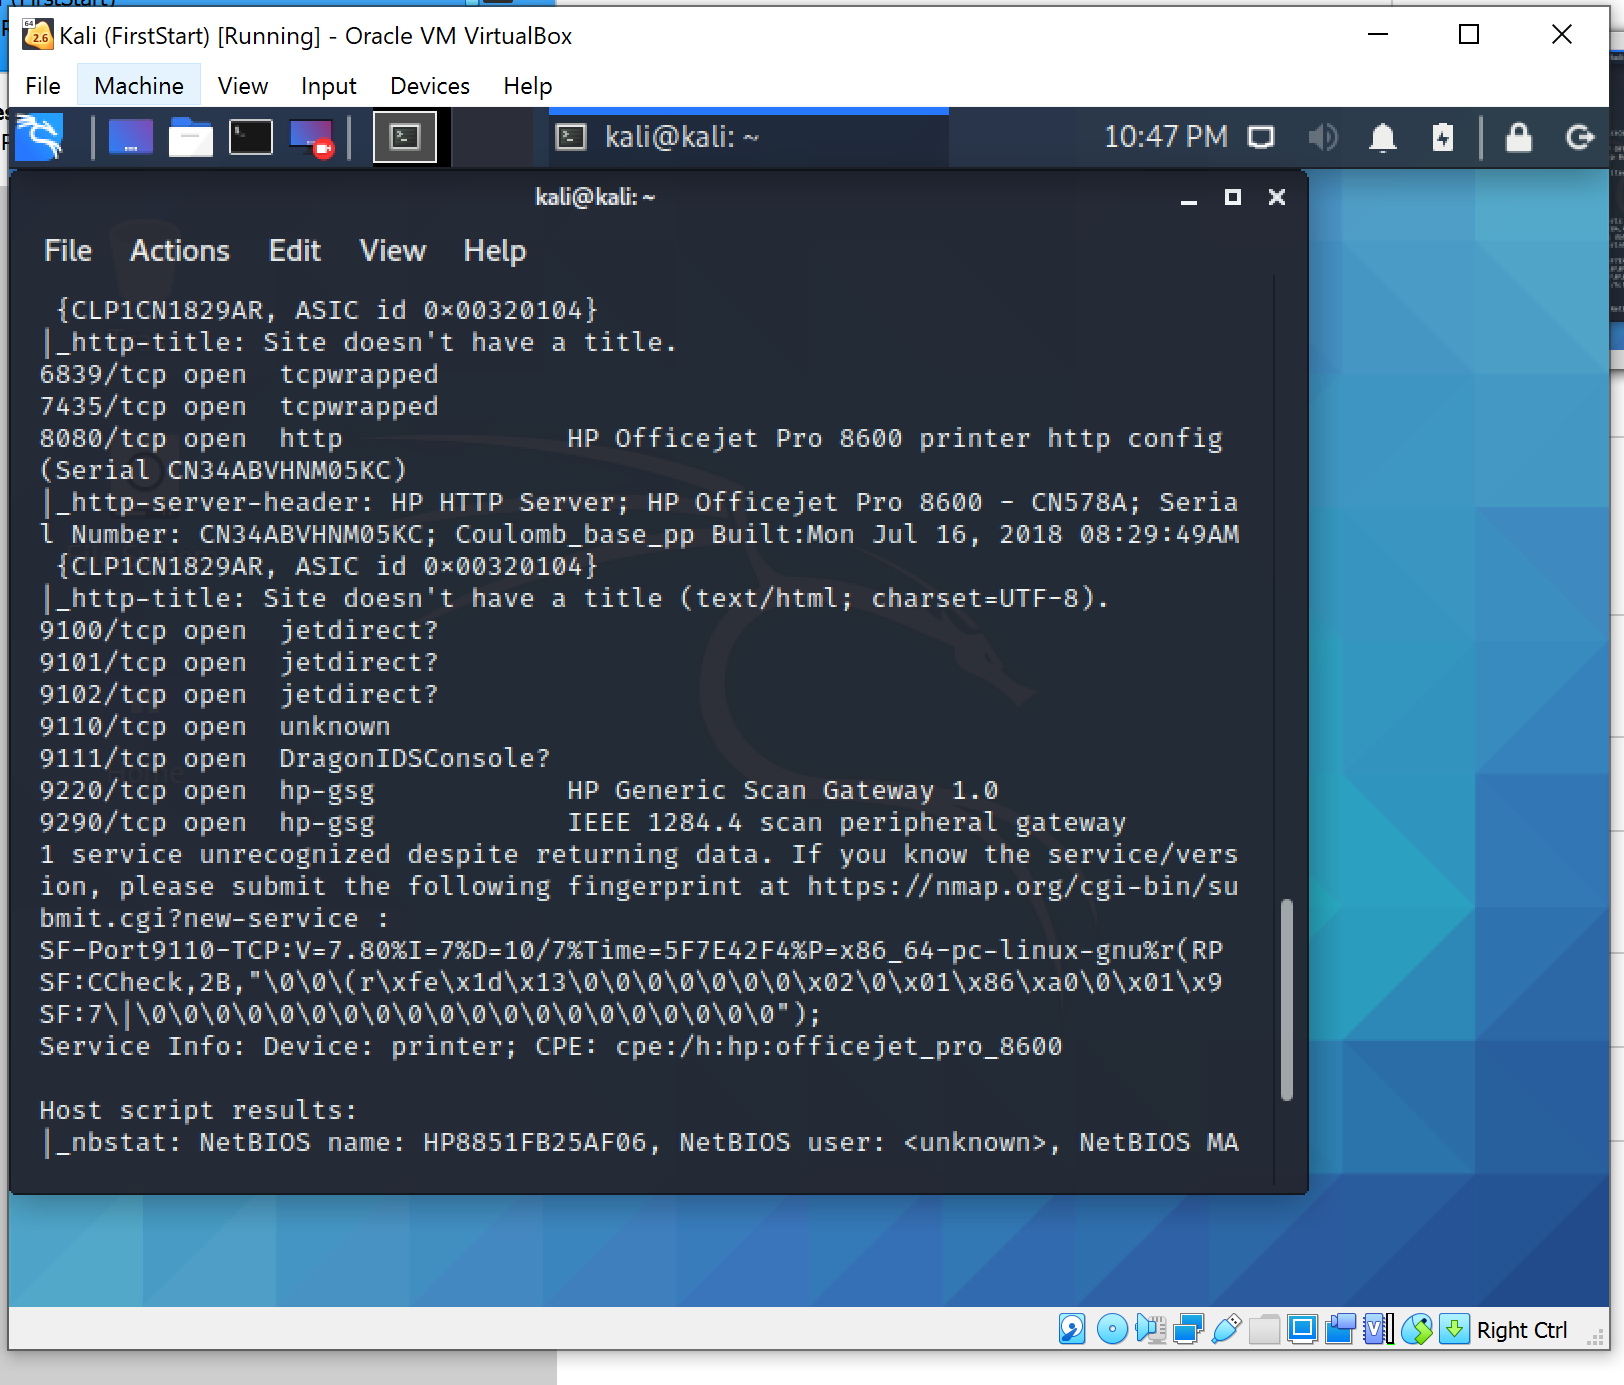 Kali (FirstStart) [Running] - Oracle VM VirtualBox
File Machine View Input Devices Help
kali@kali: ~
10:47 PM
kali@kali: ~
File Actions Edit View Help
{CLP1CN1829AR, ASIC id 0×00320104}
|_http-title: Site doesn't have a title.
6839/tcp open tcpwrapped
7435/tcp open tcpwrapped
8080/tcp open http HP Officejet Pro 8600 printer http config
(Serial CN34ABVHNM05KC)
|_http-server-header: HP HTTP Server; HP Officejet Pro 8600 - CN578A; Seria
l Number: CN34ABVHNM05KC; Coulomb_base_pp Built:Mon Jul 16, 2018 08:29:49AM
{CLP1CN1829AR, ASIC id 0×00320104}
|_http-title: Site doesn't have a title (text/html; charset=UTF-8).
9100/tcp open jetdirect?
9101/tcp open jetdirect?
9102/tcp open jetdirect?
9110/tcp open unknown
9111/tcp open DragonIDSConsole?
9220/tcp open hp-gsg HP Generic Scan Gateway 1.0
9290/tcp open hp-gsg IEEE 1284.4 scan peripheral gateway
1 service unrecognized despite returning data. If you know the service/vers
ion, please submit the following fingerprint at https://nmap.org/cgi-bin/su
bmit.cgi?new-service :
SF-Port9110-TCP:V=7.80%I=7%D=10/7%Time=5F7E42F4%P=x86_64-pc-linux-gnu%r(RP
SF:CCheck,2B,"\0\0\(r\xfe\x1d\x13\0\0\0\0\0\0\0\x02\0\x01\x86\xa0\0\x01\x9
SF:7\|\0\0\0\0\0\0\0\0\0\0\0\0\0\0\0\0\0\0\0\0");
Service Info: Device: printer; CPE: cpe:/h:hp:officejet_pro_8600
Host script results:
|_nbstat: NetBIOS name: HP8851FB25AF06, NetBIOS user: <unknown>, NetBIOS MA
Right Ctrl